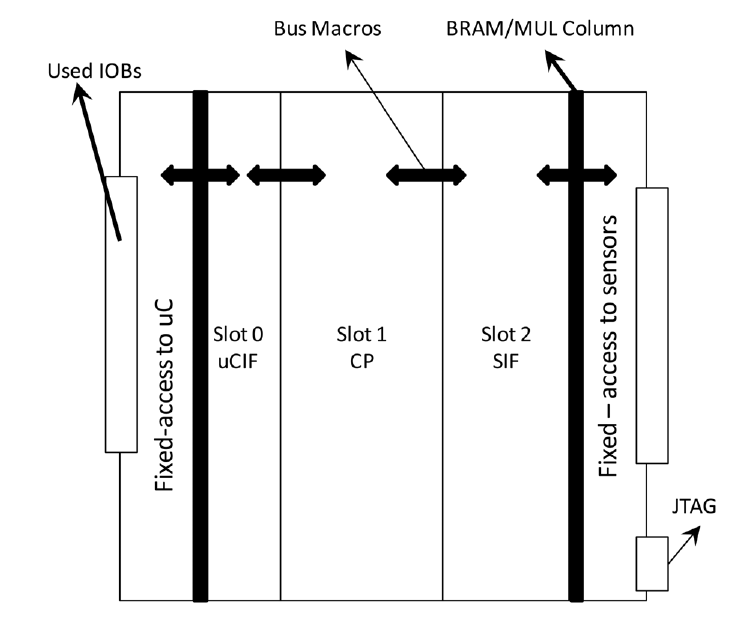 Bus Macros
BRAM/MUL Column
Used IOBs
Fixed-access to uC
Slot 0
uCIF
Slot 1
CP
Slot 2
SIF
Fixed – access to sensors
JTAG